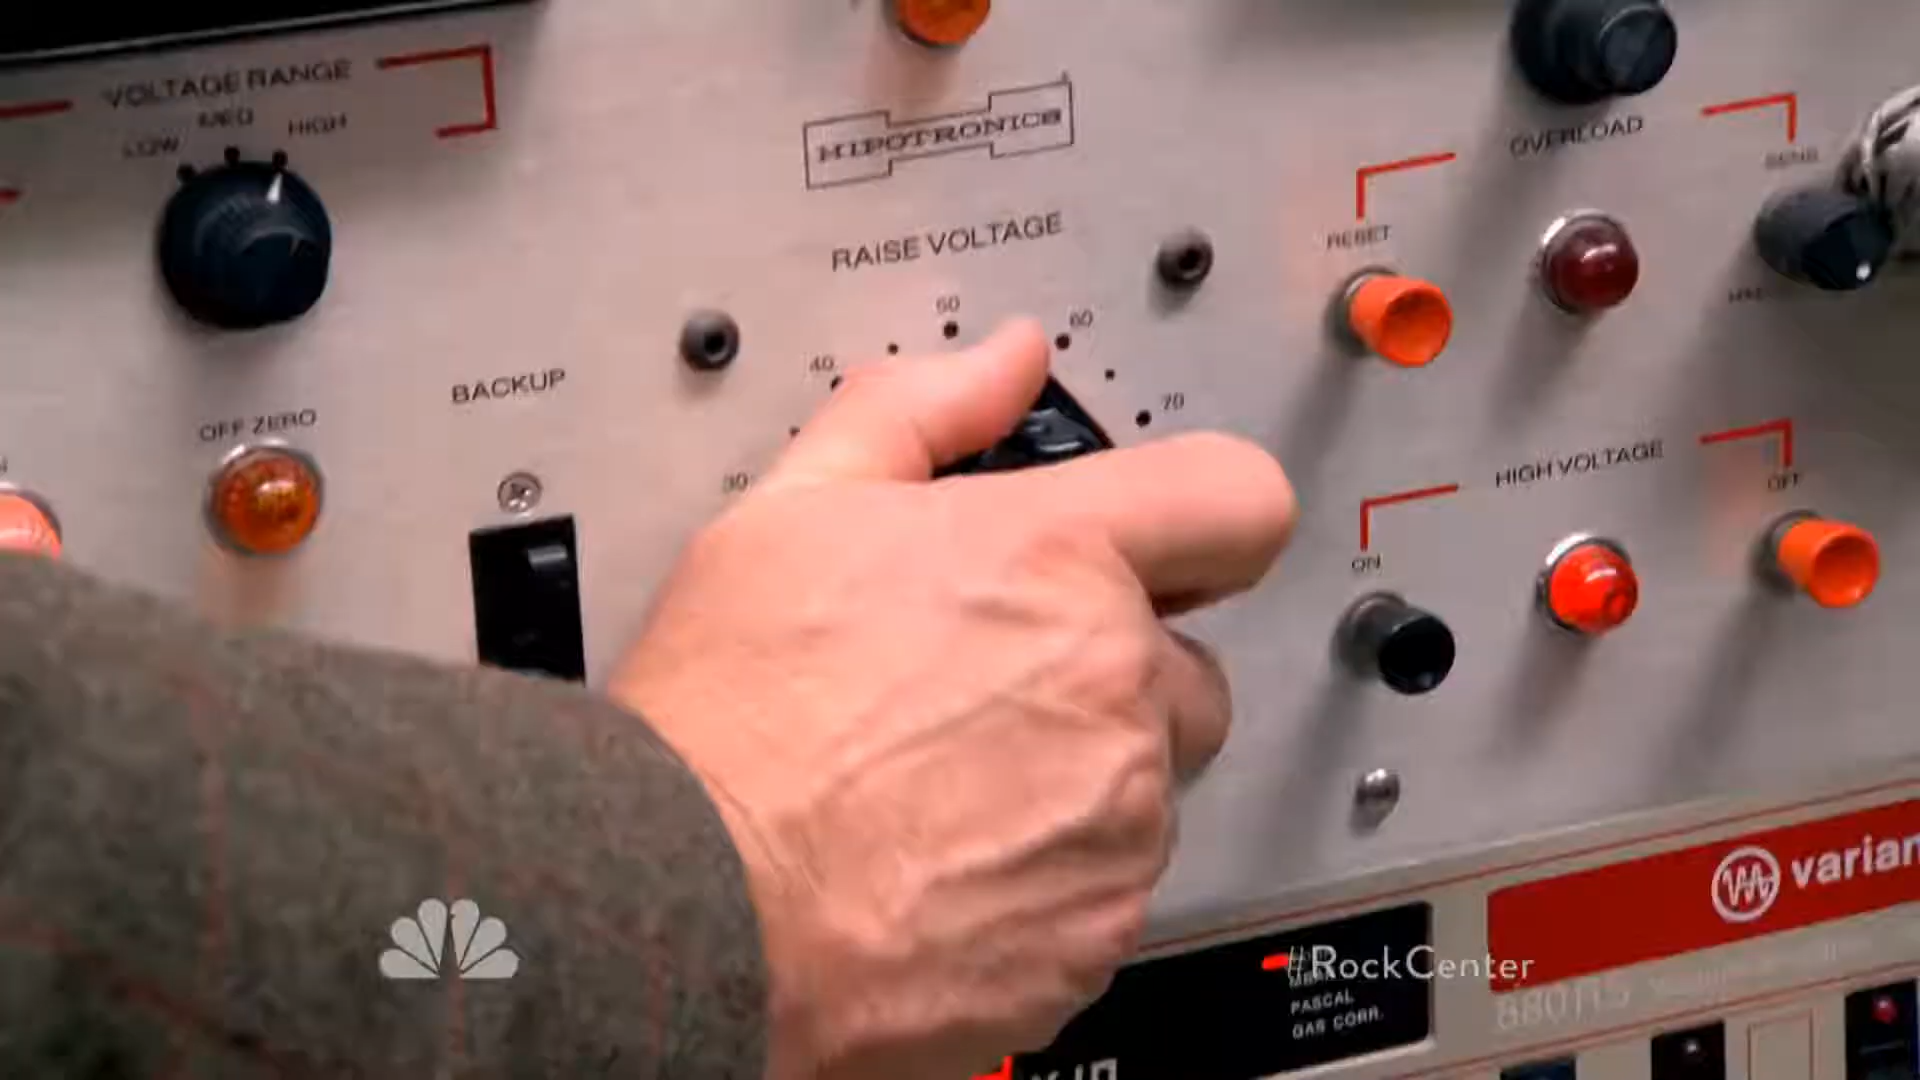 VOLTAGE RANGE
LOW MED HIGH
HIPOTRONICS
OVERLOAD
SENS
RAISE VOLTAGE
RESET
50
60
40
70
BACKUP
OFF ZERO
30
HIGH VOLTAGE
OFF
ON
varian
#RockCenter
PASCAL
GAS CORR.